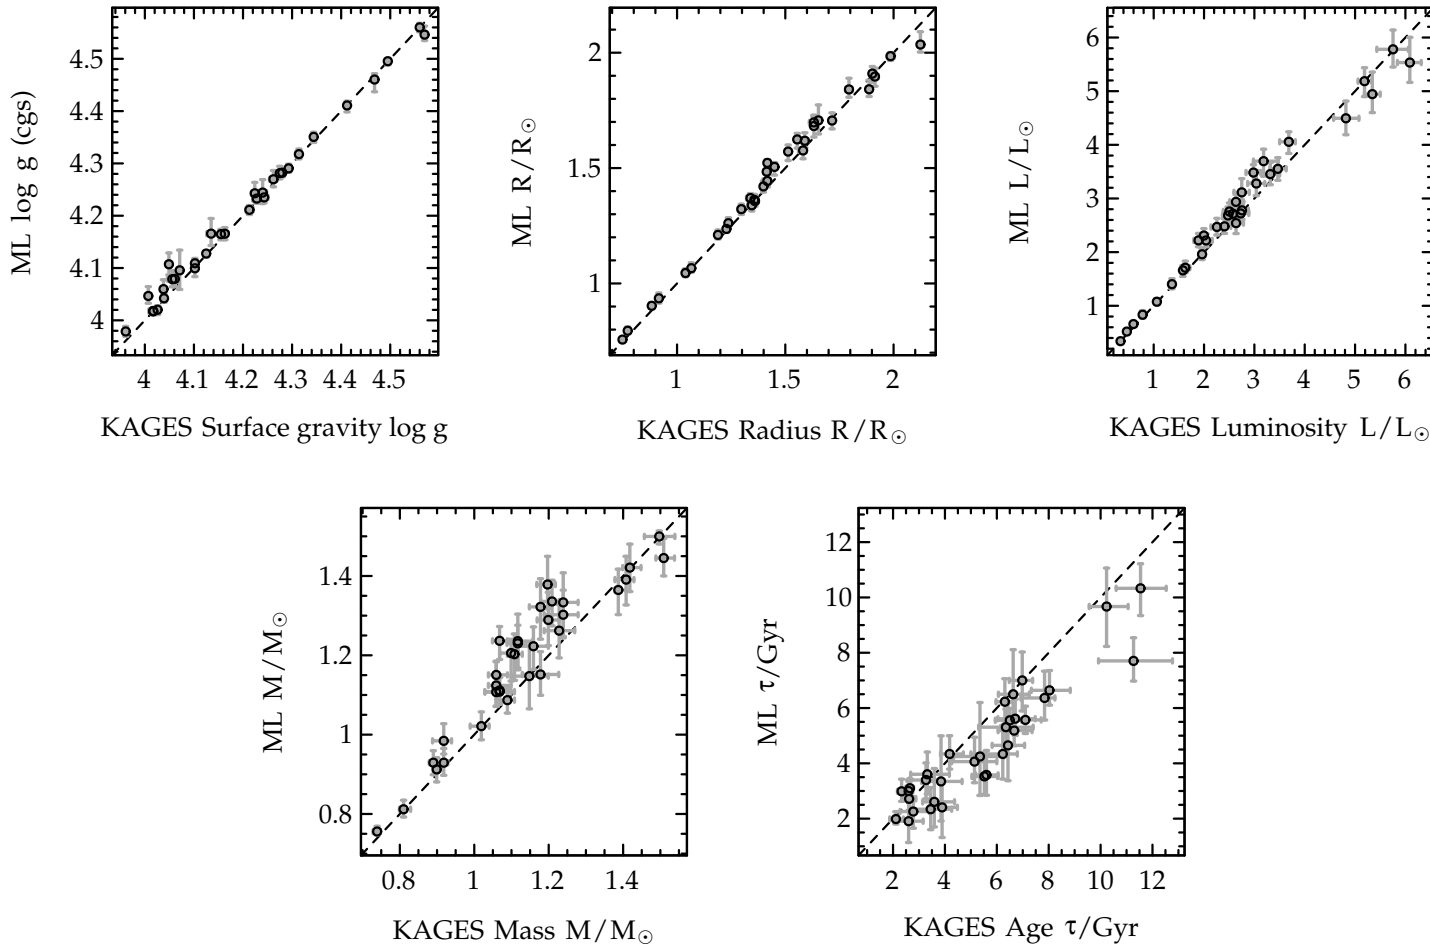 ML log g (cgs)
4.5
4.4
4.3
4.2
4.1
4
4 4.1 4.2 4.3 4.4 4.5
KAGES Surface gravity log g
ML R/R☉
2
1.5
1
1 1.5 2
KAGES Radius R/R☉
ML L/L☉
6
5
4
3
2
1
1 2 3 4 5 6
KAGES Luminosity L/L☉
ML M/M☉
1.4
1.2
1
0.8
0.8 1 1.2 1.4
KAGES Mass M/M☉
ML τ/Gyr
12
10
8
6
4
2
2 4 6 8 10 12
KAGES Age τ/Gyr